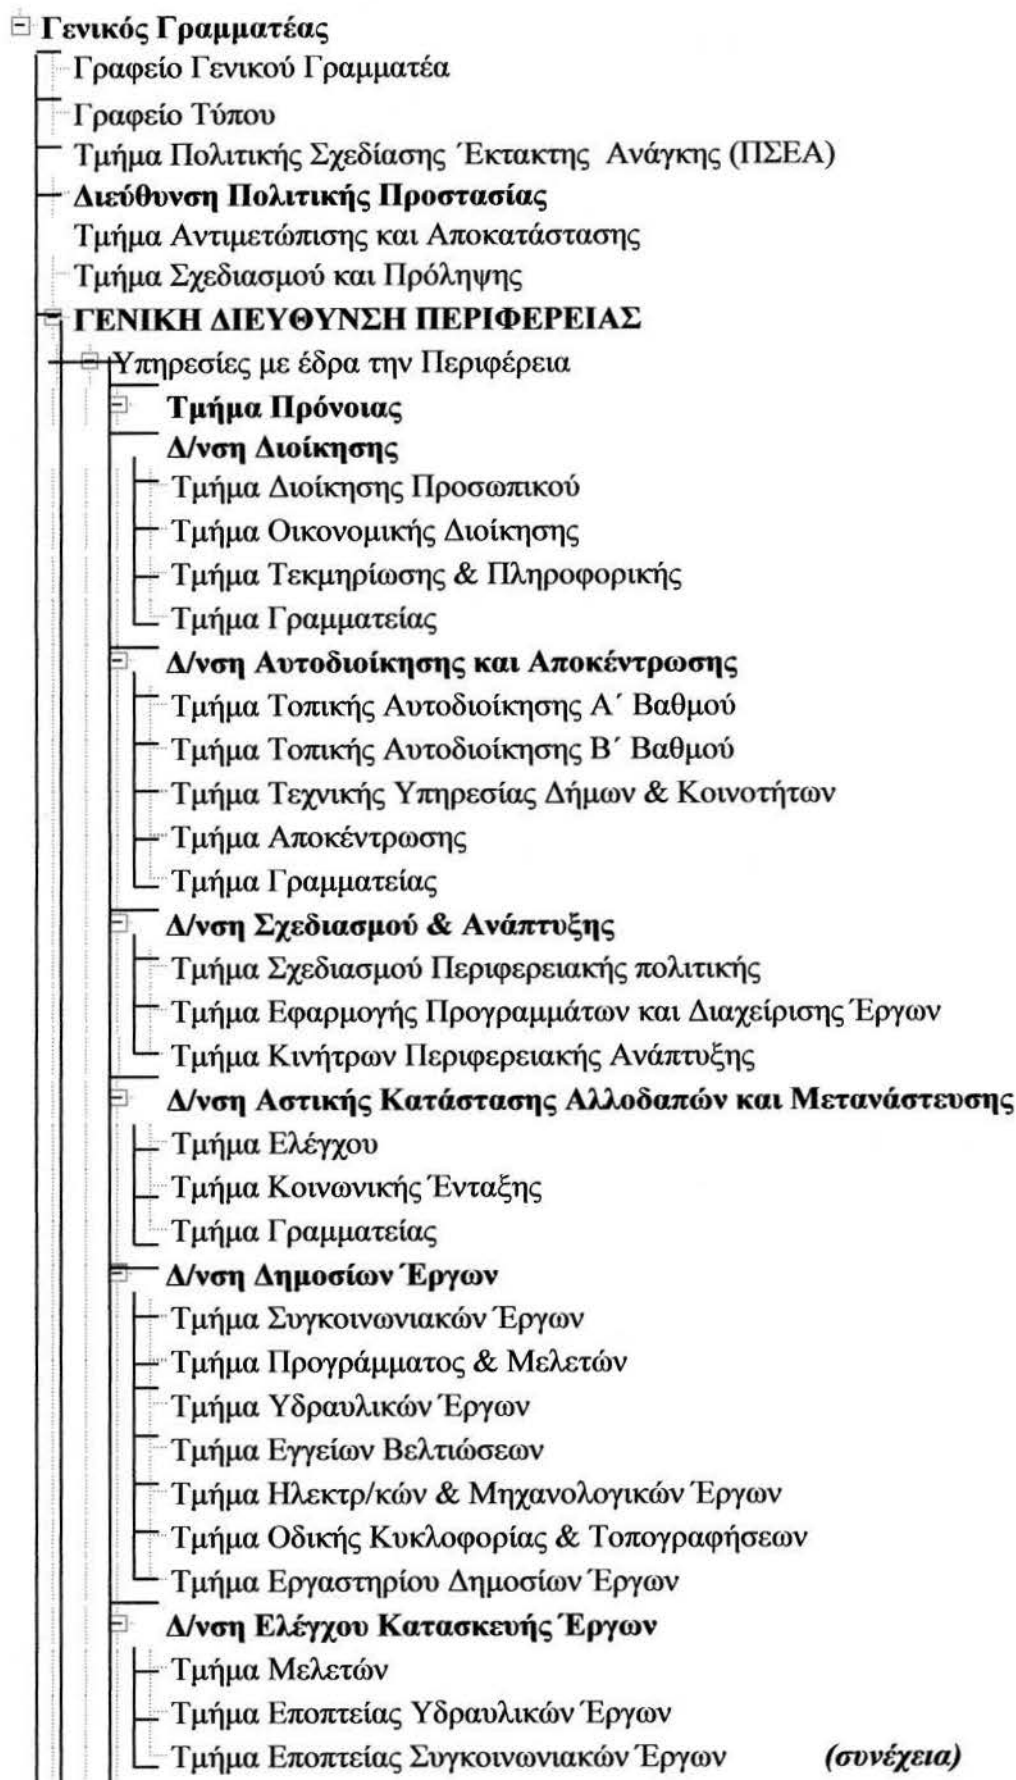 Γενικός Γραμματέας
Γραφείο Γενικού Γραμματέα
Γραφείο Τύπου
Τμήμα Πολιτικής Σχεδίασης Έκτακτης Ανάγκης (ΠΣΕΑ)
Διεύθυνση Πολιτικής Προστασίας
Τμήμα Αντιμετώπισης και Αποκατάστασης
Τμήμα Σχεδιασμού και Πρόληψης
ΓΕΝΙΚΗ ΔΙΕΥΘΥΝΣΗ ΠΕΡΙΦΕΡΕΙΑΣ
Υπηρεσίες με έδρα την Περιφέρεια
Τμήμα Πρόνοιας
Δ/νση Διοίκησης
Τμήμα Διοίκησης Προσωπικού
Τμήμα Οικονομικής Διοίκησης
Τμήμα Τεκμηρίωσης & Πληροφορικής
Τμήμα Γραμματείας
Δ/νση Αυτοδιοίκησης και Αποκέντρωσης
Τμήμα Τοπικής Αυτοδιοίκησης Α΄ Βαθμού
Τμήμα Τοπικής Αυτοδιοίκησης Β΄ Βαθμού
Τμήμα Τεχνικής Υπηρεσίας Δήμων & Κοινοτήτων
Τμήμα Αποκέντρωσης
Τμήμα Γραμματείας
Δ/νση Σχεδιασμού & Ανάπτυξης
Τμήμα Σχεδιασμού Περιφερειακής πολιτικής
Τμήμα Εφαρμογής Προγραμμάτων και Διαχείρισης Έργων
Τμήμα Κινήτρων Περιφερειακής Ανάπτυξης
Δ/νση Αστικής Κατάστασης Αλλοδαπών και Μετανάστευσης
Τμήμα Ελέγχου
Τμήμα Κοινωνικής Ένταξης
Τμήμα Γραμματείας
Δ/νση Δημοσίων Έργων
Τμήμα Συγκοινωνιακών Έργων
Τμήμα Προγράμματος & Μελετών
Τμήμα Υδραυλικών Έργων
Τμήμα Εγγείων Βελτιώσεων
Τμήμα Ηλεκτρ/κών & Μηχανολογικών Έργων
Τμήμα Οδικής Κυκλοφορίας & Τοπογραφήσεων
Τμήμα Εργαστηρίου Δημοσίων Έργων
Δ/νση Ελέγχου Κατασκευής Έργων
Τμήμα Μελετών
Τμήμα Εποπτείας Υδραυλικών Έργων
Τμήμα Εποπτείας Συγκοινωνιακών Έργων (συνέχεια)